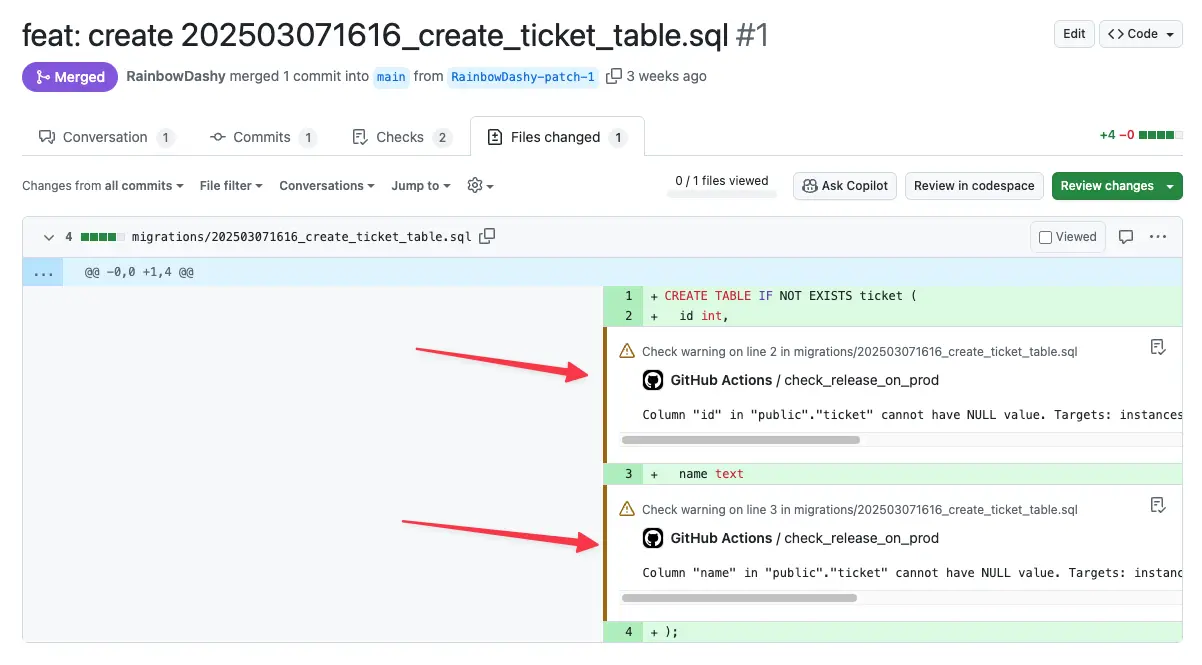 feat: create 202503071616_create_ticket_table.sql #1
Edit
Code
Merged
RainbowDashy merged 1 commit into main from RainbowDashy-patch-1 3 weeks ago
Conversation 1
Commits 1
Checks 2
Files changed 1
+4 −0
Changes from all commits
File filter
Conversations
Jump to
0 / 1 files viewed
Ask Copilot
Review in codespace
Review changes
4 migrations/202503071616_create_ticket_table.sql
Viewed
...
@@ -0,0 +1,4 @@
1 + CREATE TABLE IF NOT EXISTS ticket (
2 + id int,
Check warning on line 2 in migrations/202503071616_create_ticket_table.sql
GitHub Actions / check_release_on_prod
Column "id" in "public"."ticket" cannot have NULL value. Targets: instances
3 + name text
Check warning on line 3 in migrations/202503071616_create_ticket_table.sql
GitHub Actions / check_release_on_prod
Column "name" in "public"."ticket" cannot have NULL value. Targets: instanc
4 + );